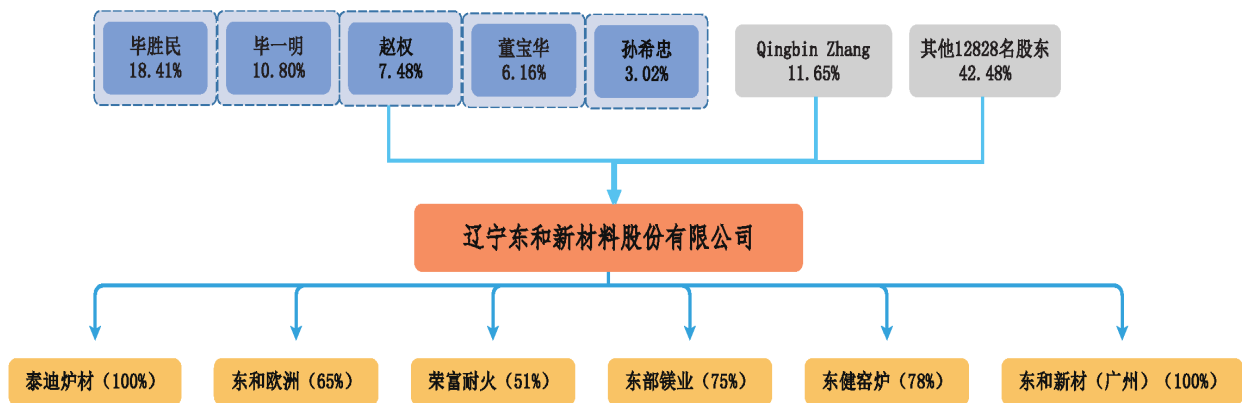 毕胜民
18.41%
毕一明
10.80%
赵权
7.48%
董宝华
6.16%
孙希忠
3.02%
Qingbin Zhang
11.65%
其他12828名股东
42.48%
辽宁东和新材料股份有限公司
泰迪炉材（100%）
东和欧洲（65%）
荣富耐火（51%）
东部镁业（75%）
东健窑炉（78%）
东和新材（广州）（100%）